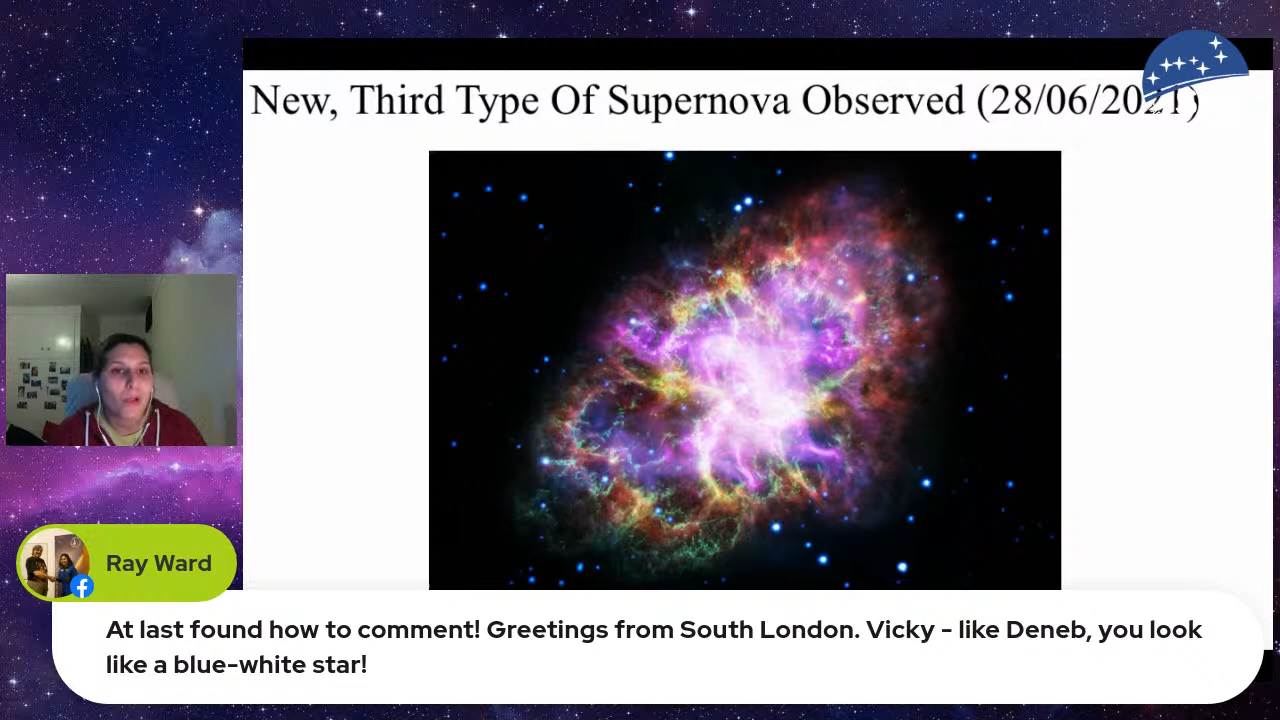 New, Third Type Of Supernova Observed (28/06/2021)
Ray Ward
At last found how to comment! Greetings from South London. Vicky - like Deneb, you look
like a blue-white star!